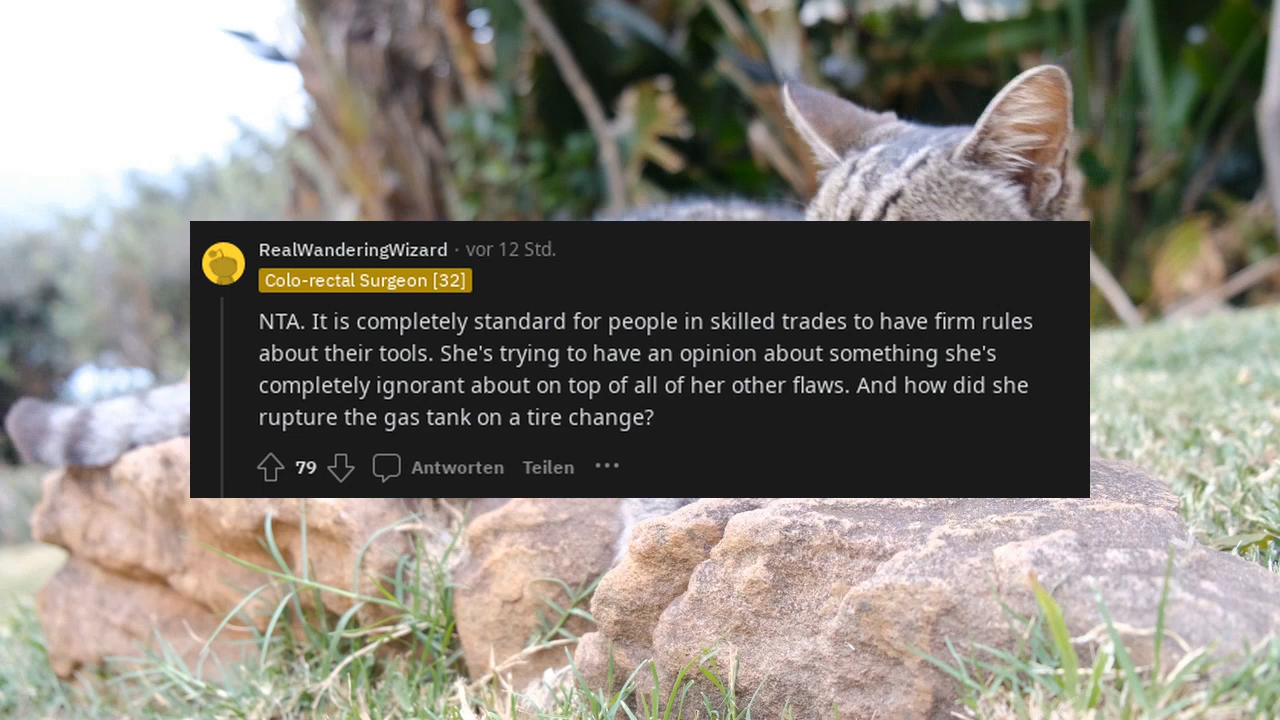 RealWanderingWizard · vor 12 Std.
Colo-rectal Surgeon [32]
NTA. It is completely standard for people in skilled trades to have firm rules
about their tools. She's trying to have an opinion about something she's
completely ignorant about on top of all of her other flaws. And how did she
rupture the gas tank on a tire change?
79 Antworten Teilen ···